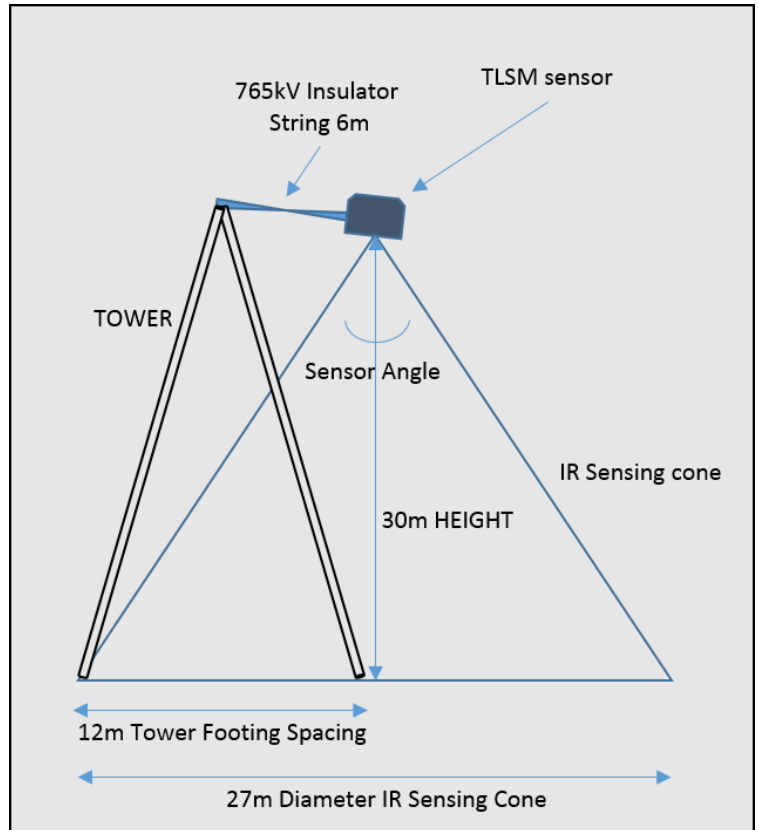 765kV Insulator
String 6m
TLSM sensor
TOWER
Sensor Angle
IR Sensing cone
30m HEIGHT
12m Tower Footing Spacing
27m Diameter IR Sensing Cone